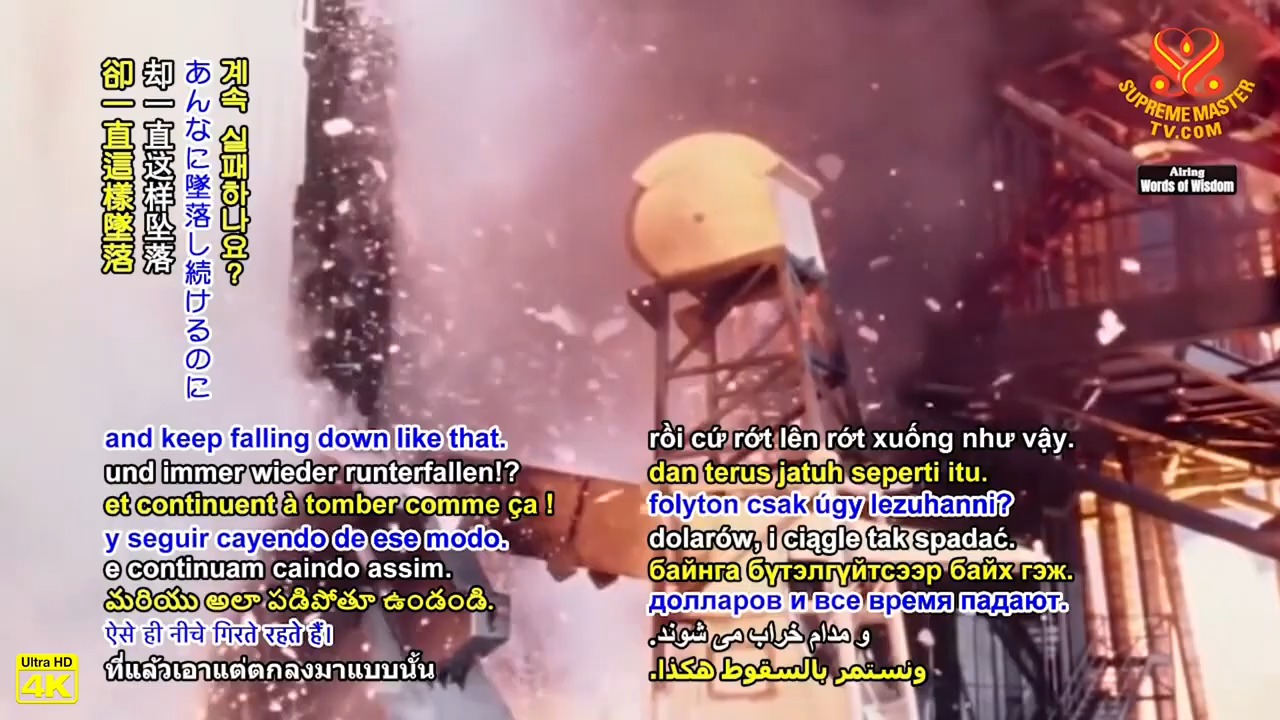 卻一直這樣墜落
却一直这样坠落
あんなに墜落し続けるのに
계속 실패하나요?
SUPREME MASTER
TV.COM
Airing
Words of Wisdom
and keep falling down like that.
und immer wieder runterfallen!?
et continuent à tomber comme ça !
y seguir cayendo de ese modo.
e continuam caindo assim.
మరియు అలా పడిపోతూ ఉండండి.
ऐसे ही नीचे गिरते रहते हैं।
ที่แล้วเอาแต่ตกลงมาแบบนั้น
rồi cứ rớt lên rớt xuống như vậy.
dan terus jatuh seperti itu.
folyton csak úgy lezuhanni?
dolarów, i ciągle tak spadać.
байнга бүтэлгүйтсээр байх гэж.
долларов и все время падают.
و مدام خراب می شوند.
ونستمر بالسقوط هكذا.
Ultra HD
4K